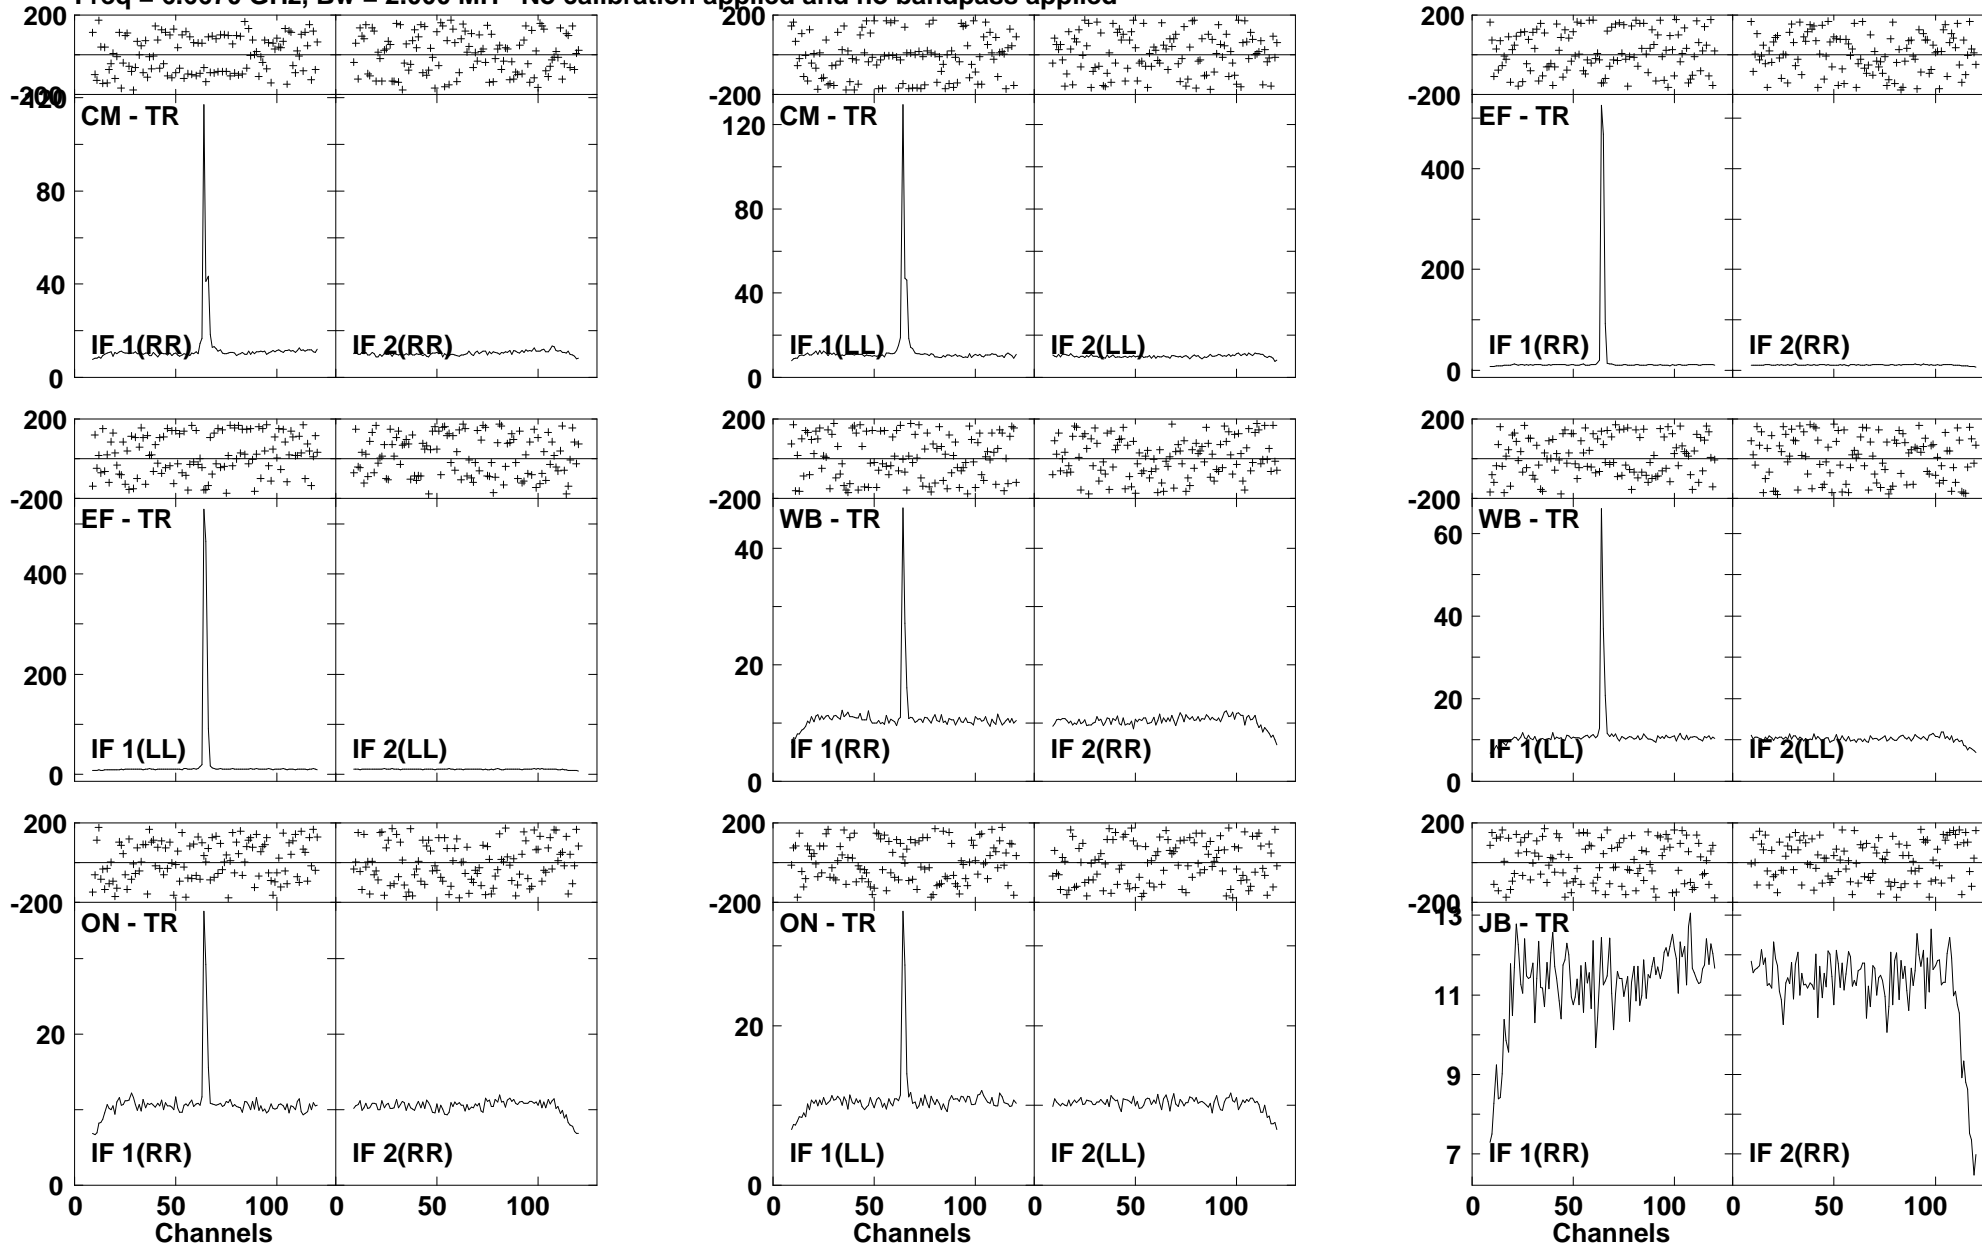 No calibration applied and no bandpass applied
200
-200
120
80
40
0
CM - TR
IF 1(RR)
IF 2(RR)
200
-200
120
80
40
0
CM - TR
IF 1(LL)
IF 2(LL)
200
-200
400
200
0
EF - TR
IF 1(RR)
IF 2(RR)
200
-200
400
200
0
EF - TR
IF 1(LL)
IF 2(LL)
200
-200
40
20
0
WB - TR
IF 1(RR)
IF 2(RR)
200
-200
60
40
20
0
WB - TR
IF 1(LL)
IF 2(LL)
200
-200
20
0
ON - TR
IF 1(RR)
IF 2(RR)
0 50 100 0 50 100
Channels
200
-200
20
0
ON - TR
IF 1(LL)
IF 2(LL)
0 50 100 0 50 100
Channels
200
-200
13
11
9
7
JB - TR
IF 1(RR)
IF 2(RR)
0 50 100 0 50 100
Channels